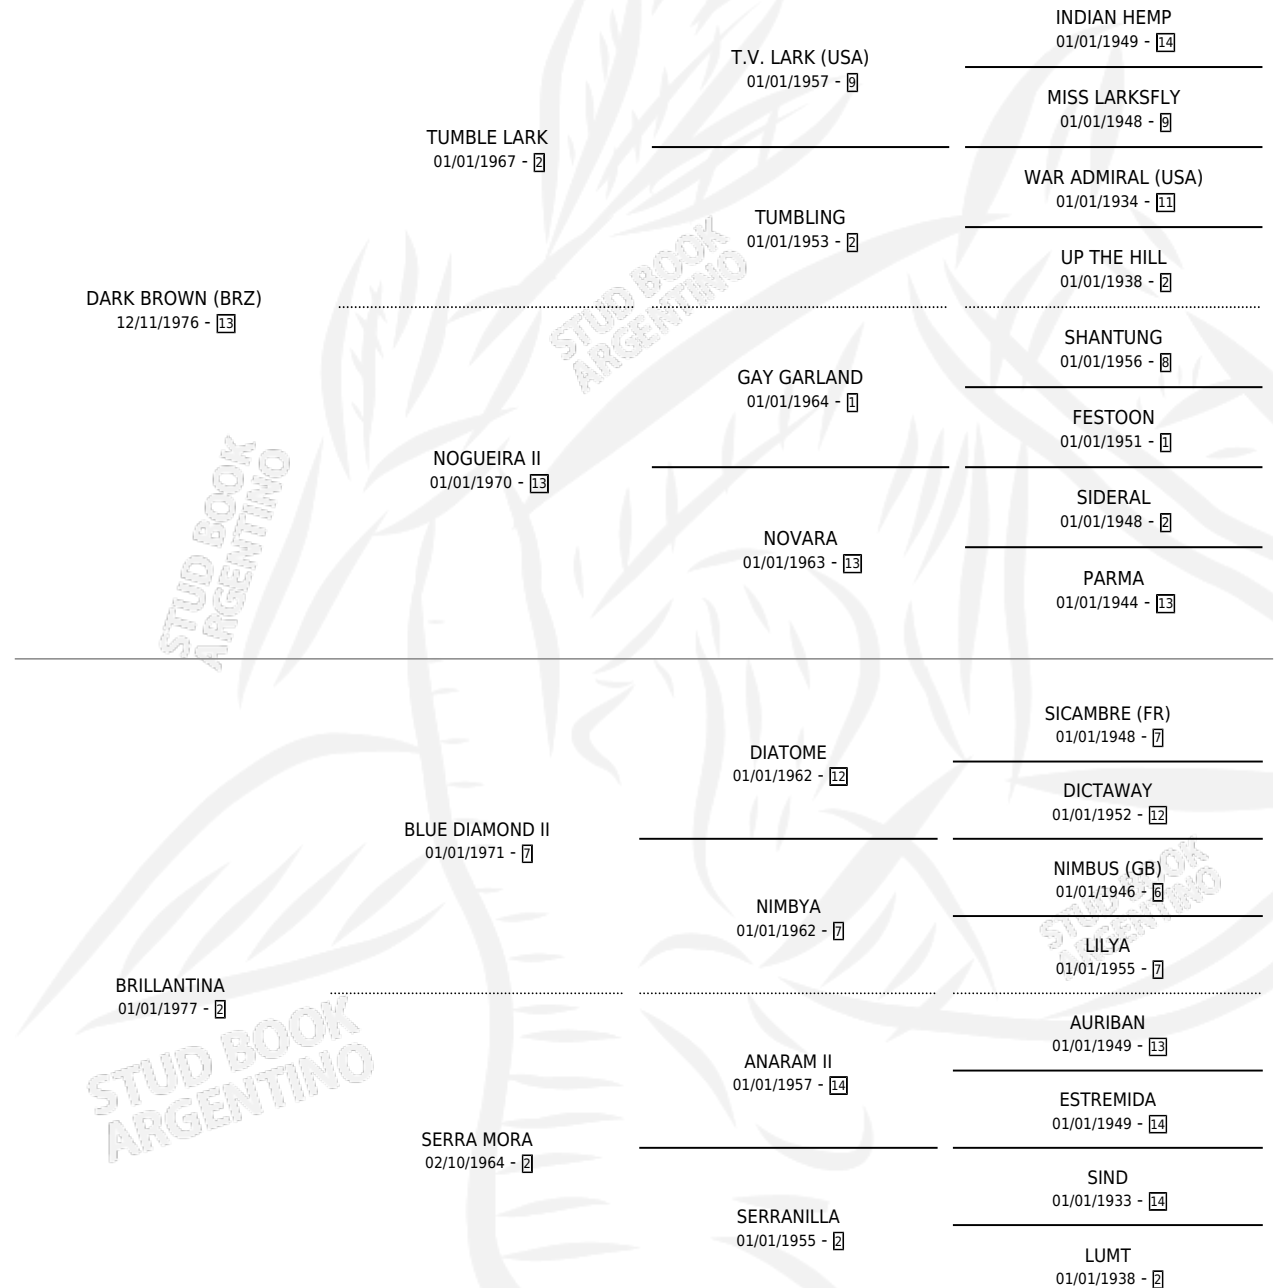 INDIAN HEMP
01/01/1949 - 14
T.V. LARK (USA)
01/01/1957 - 9
MISS LARKSFLY
01/01/1948 - 9
TUMBLE LARK
01/01/1967 - 2
WAR ADMIRAL (USA)
01/01/1934 - 11
TUMBLING
01/01/1953 - 2
UP THE HILL
01/01/1938 - 2
DARK BROWN (BRZ)
12/11/1976 - 13
SHANTUNG
01/01/1956 - 8
GAY GARLAND
01/01/1964 - 1
FESTOON
01/01/1951 - 1
NOGUEIRA II
01/01/1970 - 13
SIDERAL
01/01/1948 - 2
NOVARA
01/01/1963 - 13
PARMA
01/01/1944 - 13
SICAMBRE (FR)
01/01/1948 - 7
DIATOME
01/01/1962 - 12
DICTAWAY
01/01/1952 - 12
BLUE DIAMOND II
01/01/1971 - 7
NIMBUS (GB)
01/01/1946 - 6
NIMBYA
01/01/1962 - 7
LILYA
01/01/1955 - 7
BRILLANTINA
01/01/1977 - 2
AURIBAN
01/01/1949 - 13
ANARAM II
01/01/1957 - 14
ESTREMIDA
01/01/1949 - 14
SERRA MORA
02/10/1964 - 2
SIND
01/01/1933 - 14
SERRANILLA
01/01/1955 - 2
LUMT
01/01/1938 - 2
STUD BOOK
ARGENTINO
STUD BOOK
ARGENTINO
STUD BOOK
ARGENTINO
STUD BOOK
ARGENTINO